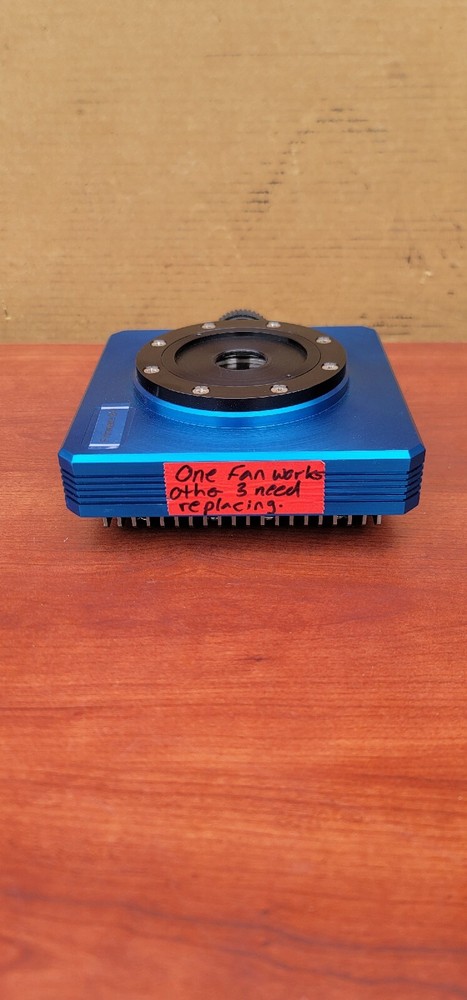 One Fan works
othe 3 need
replacing.